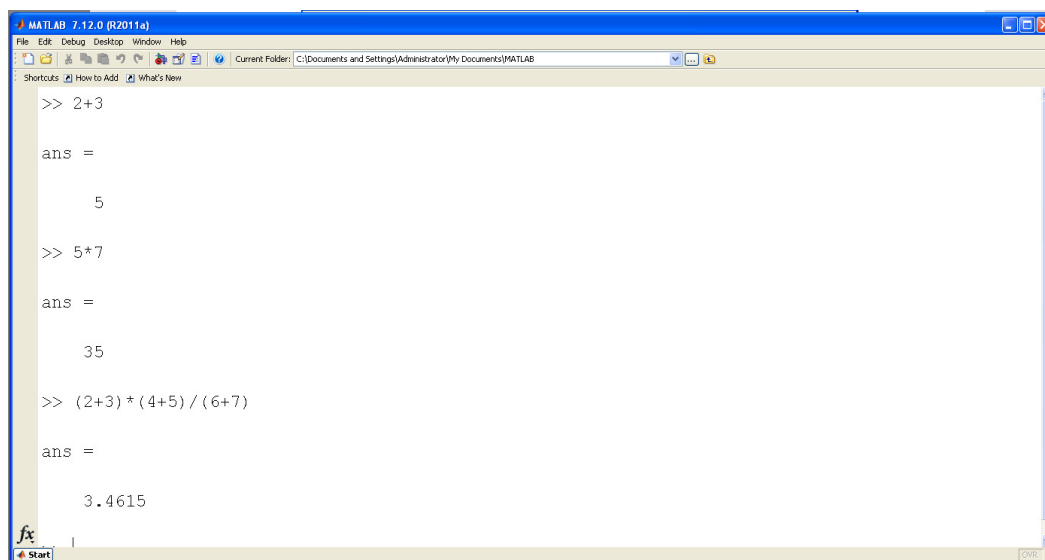 MATLAB 7.12.0 (R2011a)
File Edit Debug Desktop Window Help
Current Folder: C:\Documents and Settings\Administrator\My Documents\MATLAB
Shortcuts How to Add What's New
>> 2+3
ans =
5
>> 5*7
ans =
35
>> (2+3)*(4+5)/(6+7)
ans =
3.4615
fx
Start
OVR